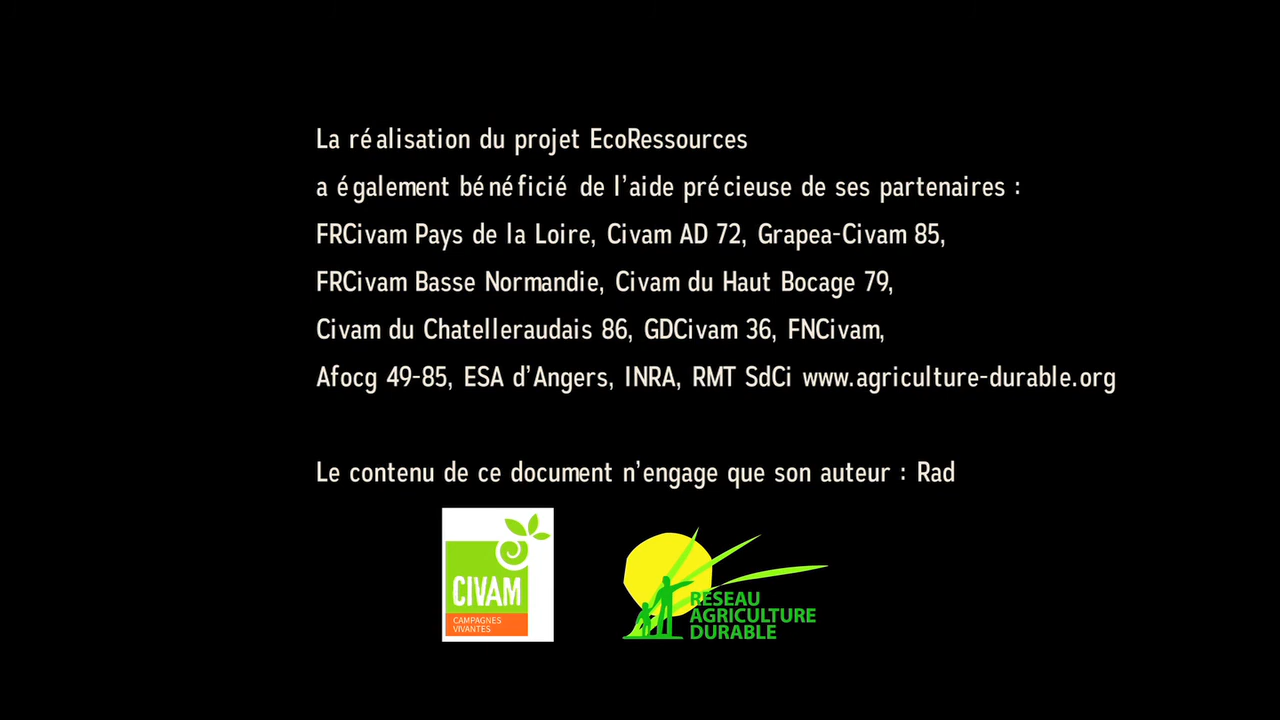 La réalisation du projet EcoRessources
a également bénéficié de l'aide précieuse de ses partenaires :
FRCivam Pays de la Loire, Civam AD 72, Grapea-Civam 85,
FRCivam Basse Normandie, Civam du Haut Bocage 79,
Civam du Chatelleraudais 86, GDCivam 36, FNCivam,
Afocg 49-85, ESA d'Angers, INRA, RMT SdCi www.agriculture-durable.org
Le contenu de ce document n'engage que son auteur : Rad
CIVAM
CAMPAGNES
VIVANTES
RÉSEAU
AGRICULTURE
DURABLE